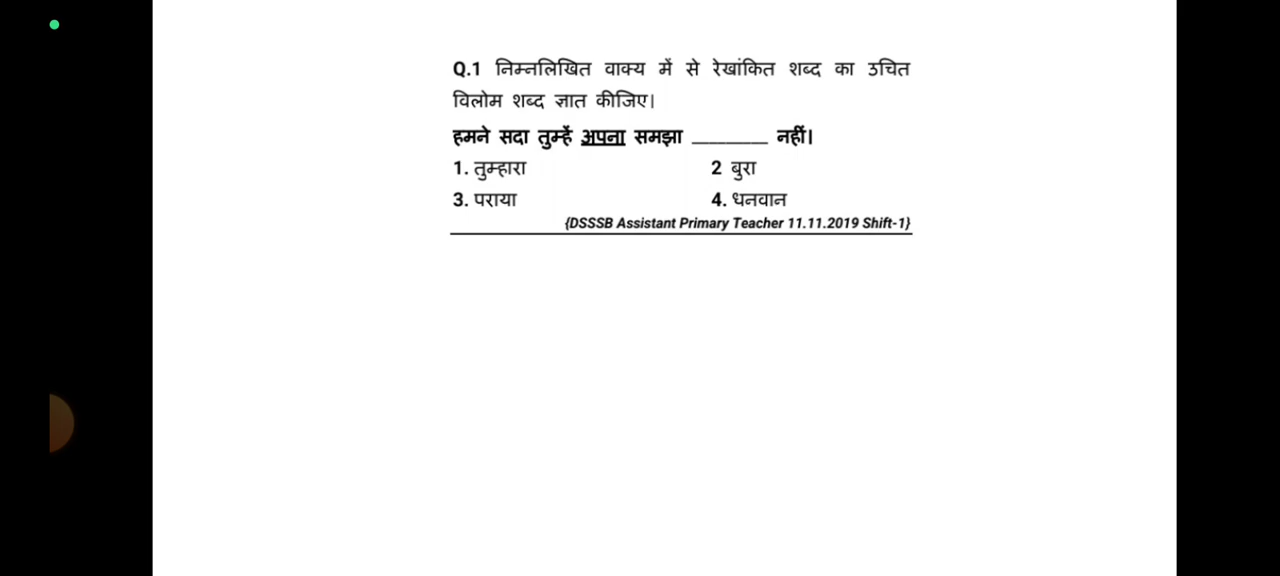 Q.1 निम्नलिखित वाक्य में से रेखांकित शब्द का उचित
विलोम शब्द ज्ञात कीजिए।
हमने सदा तुम्हें अपना समझा ________ नहीं।
1. तुम्हारा 2 बुरा
3. पराया 4. धनवान
{DSSSB Assistant Primary Teacher 11.11.2019 Shift-1}